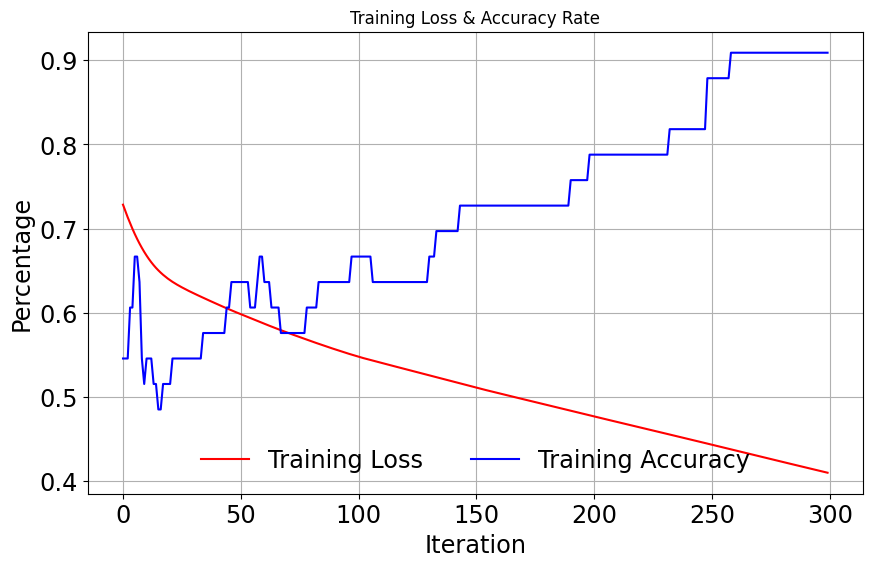 Training Loss & Accuracy Rate
0.9
0.8
0.7
0.6
0.5
0.4
Percentage
Training Loss Training Accuracy
0 50 100 150 200 250 300
Iteration